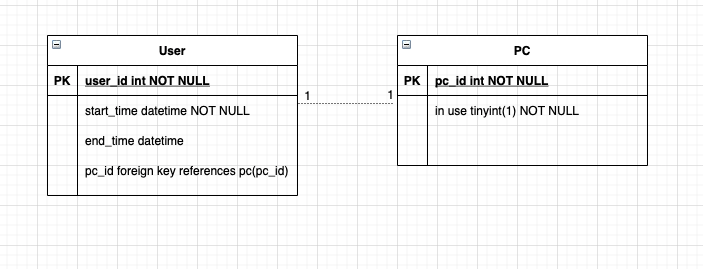 User
PK user_id int NOT NULL
start_time datetime NOT NULL
end_time datetime
pc_id foreign key references pc(pc_id)
1 1
PC
PK pc_id int NOT NULL
in use tinyint(1) NOT NULL